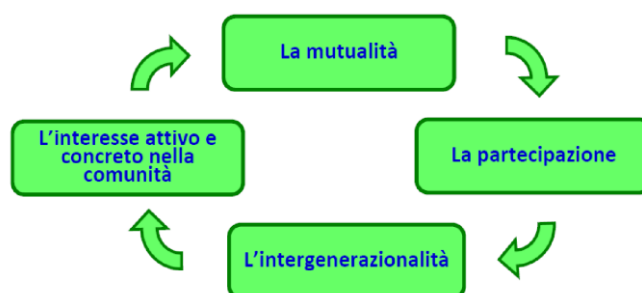 La mutualità
La partecipazione
L'intergenerazionalità
L'interesse attivo e
concreto nella
comunità